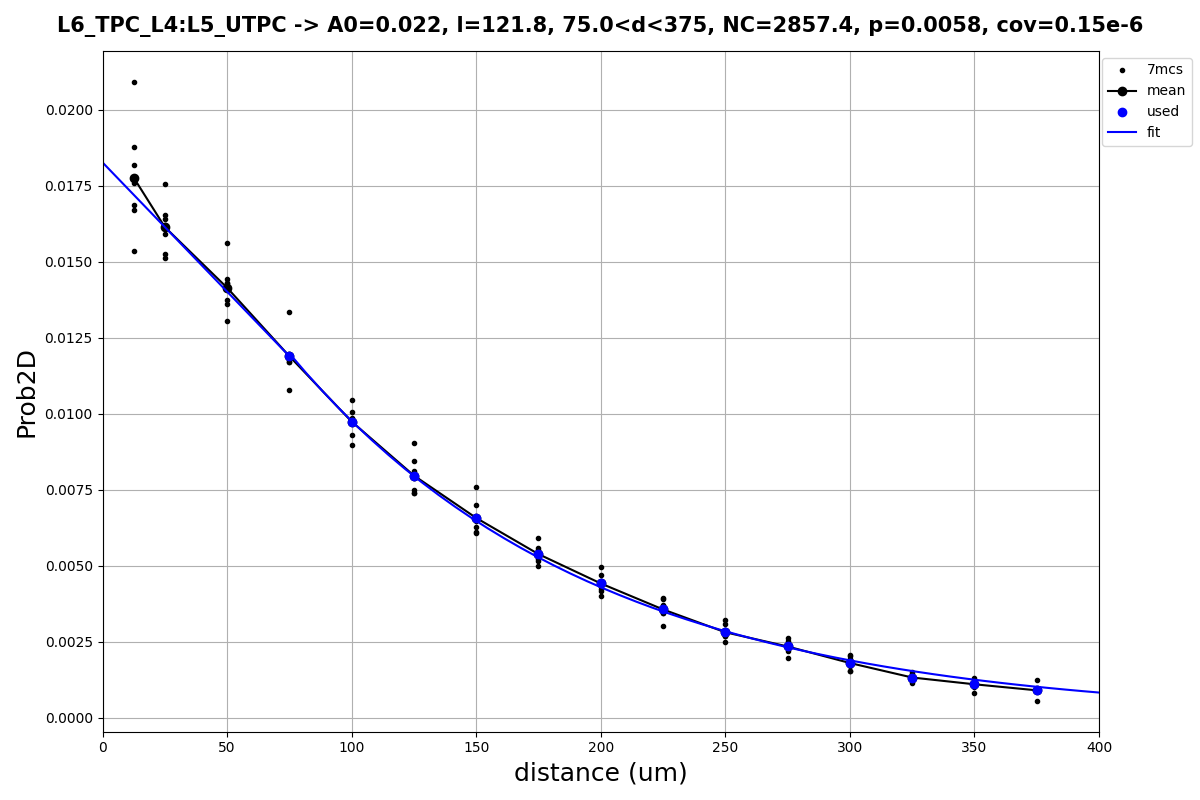 L6_TPC_L4:L5_UTPC -> A0=0.022, l=121.8, 75.0<d<375, NC=2857.4, p=0.0058, cov=0.15e-6
7mcs
mean
used
fit
0.0200
0.0175
0.0150
0.0125
0.0100
0.0075
0.0050
0.0025
0.0000
Prob2D
0 50 100 150 200 250 300 350 400
distance (um)